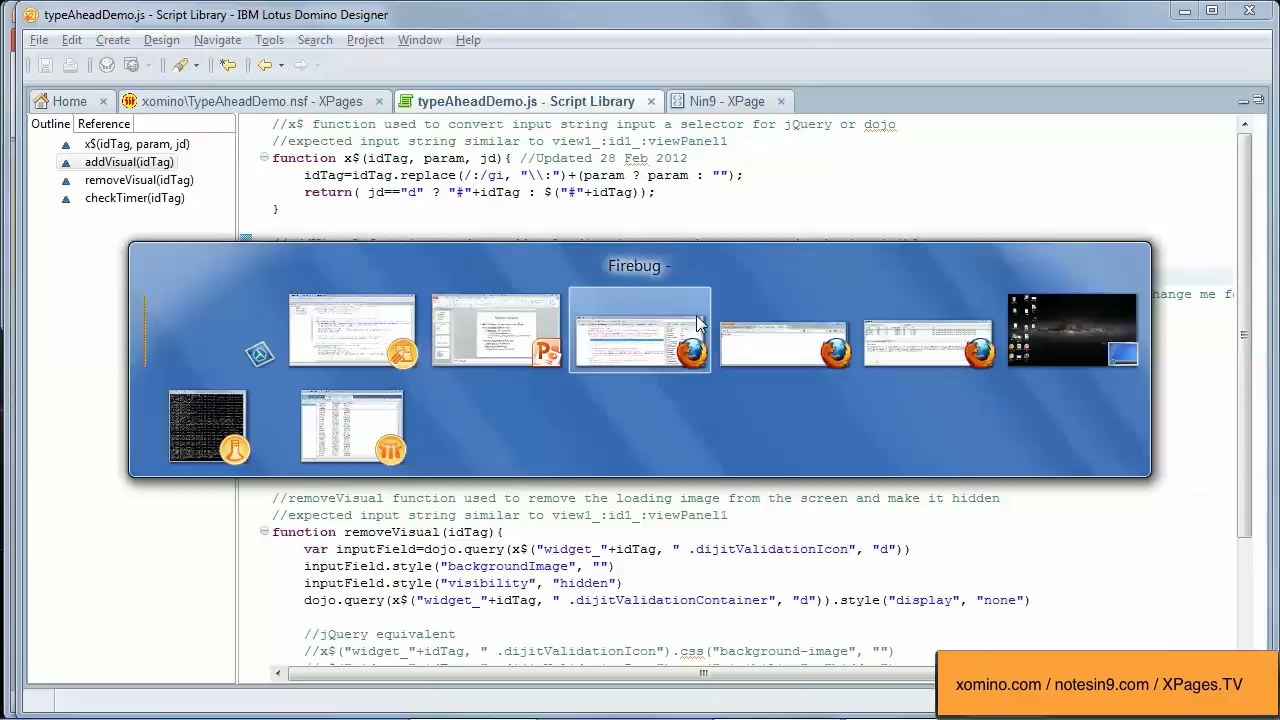 typeAheadDemo.js - Script Library - IBM Lotus Domino Designer
File Edit Create Design Navigate Tools Search Project Window Help
Home
xomino\TypeAheadDemo.nsf - XPages
typeAheadDemo.js - Script Library
Nin9 - XPage
Outline Reference
x$(idTag, param, jd)
addVisual(idTag)
removeVisual(idTag)
checkTimer(idTag)
//x$ function used to convert input string input a selector for jQuery or dojo
//expected input string similar to view1_:id1_:viewPanel1
function x$(idTag, param, jd){ //Updated 28 Feb 2012
idTag=idTag.replace(/:/gi, "\\:")+(param ? param : "");
return( jd=="d" ? "#"+idTag : $("#"+idTag));
}
Firebug -
hange me fo
//removeVisual function used to remove the loading image from the screen and make it hidden
//expected input string similar to view1_:id1_:viewPanel1
function removeVisual(idTag){
var inputField=dojo.query(x$("widget_"+idTag, " .dijitValidationIcon", "d"))
inputField.style("backgroundImage", "")
inputField.style("visibility", "hidden")
dojo.query(x$("widget_"+idTag, " .dijitValidationContainer", "d")).style("display", "none")
//jQuery equivalent
//x$("widget_"+idTag, " .dijitValidationIcon").css("background-image", "")
xomino.com / notesin9.com / XPages.TV